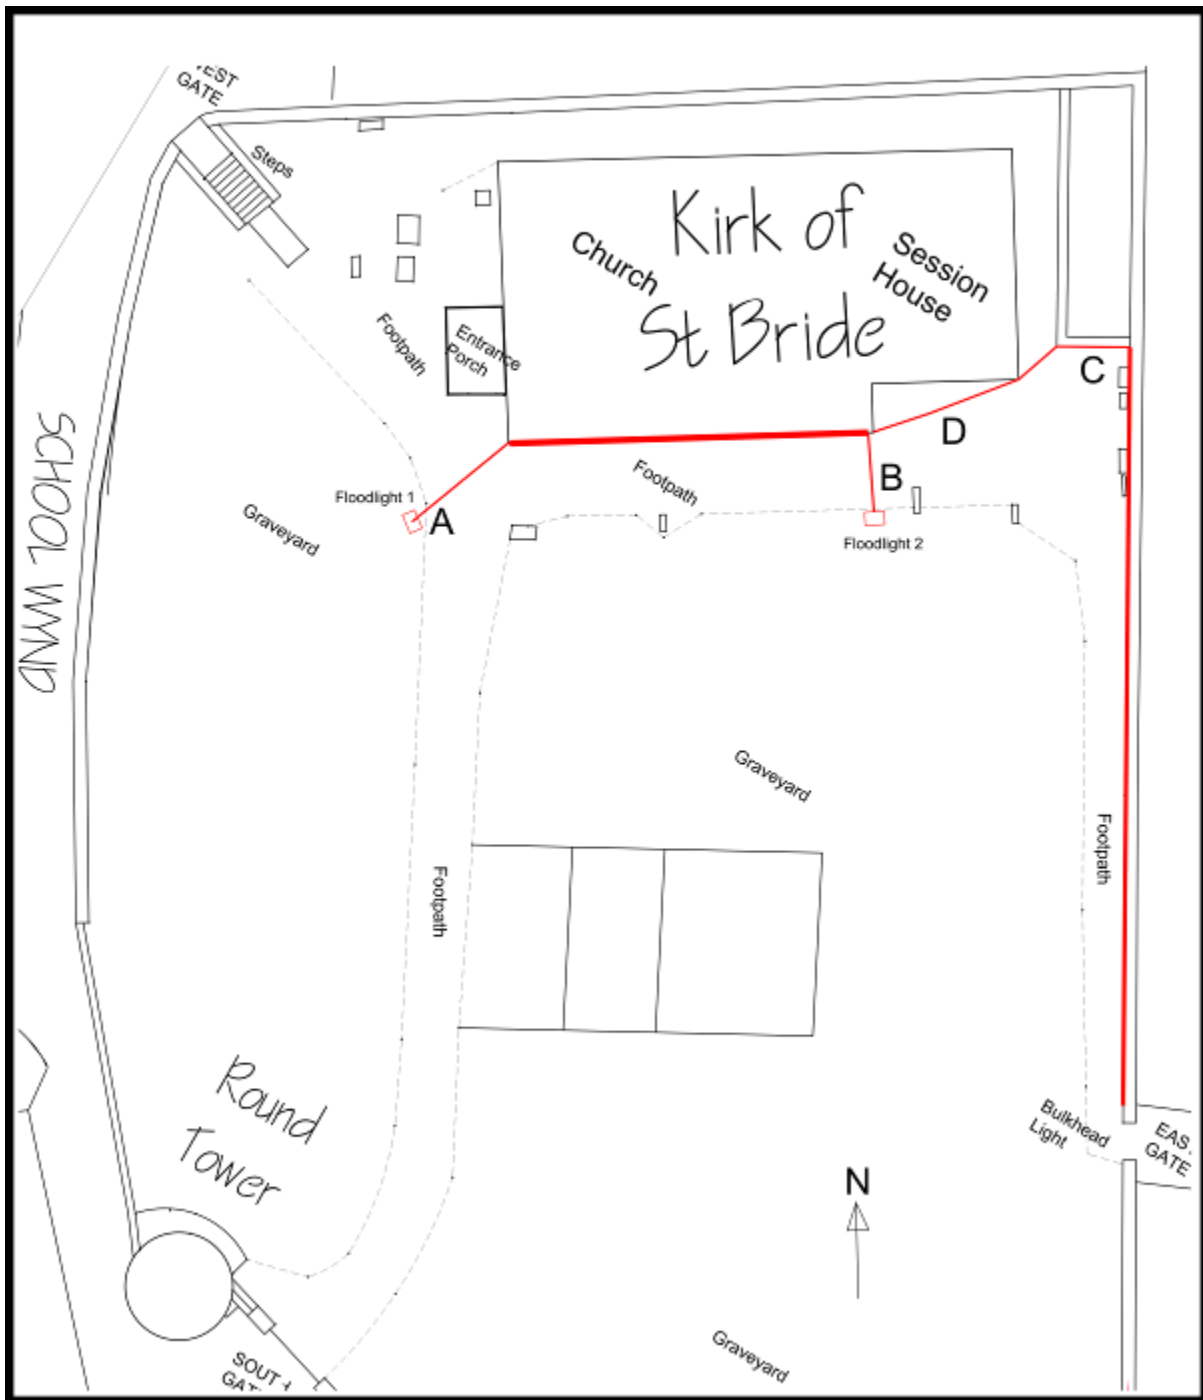 GATE
Steps
Kirk of
St Bride
Church
Session
House
Entrance
Porch
Footpath
C
D
B
A
Footpath
Floodlight 1
Floodlight 2
Graveyard
SCHOOL WYND
Graveyard
Footpath
Footpath
Round
Tower
Bulkhead
Light
GATE
N
Graveyard